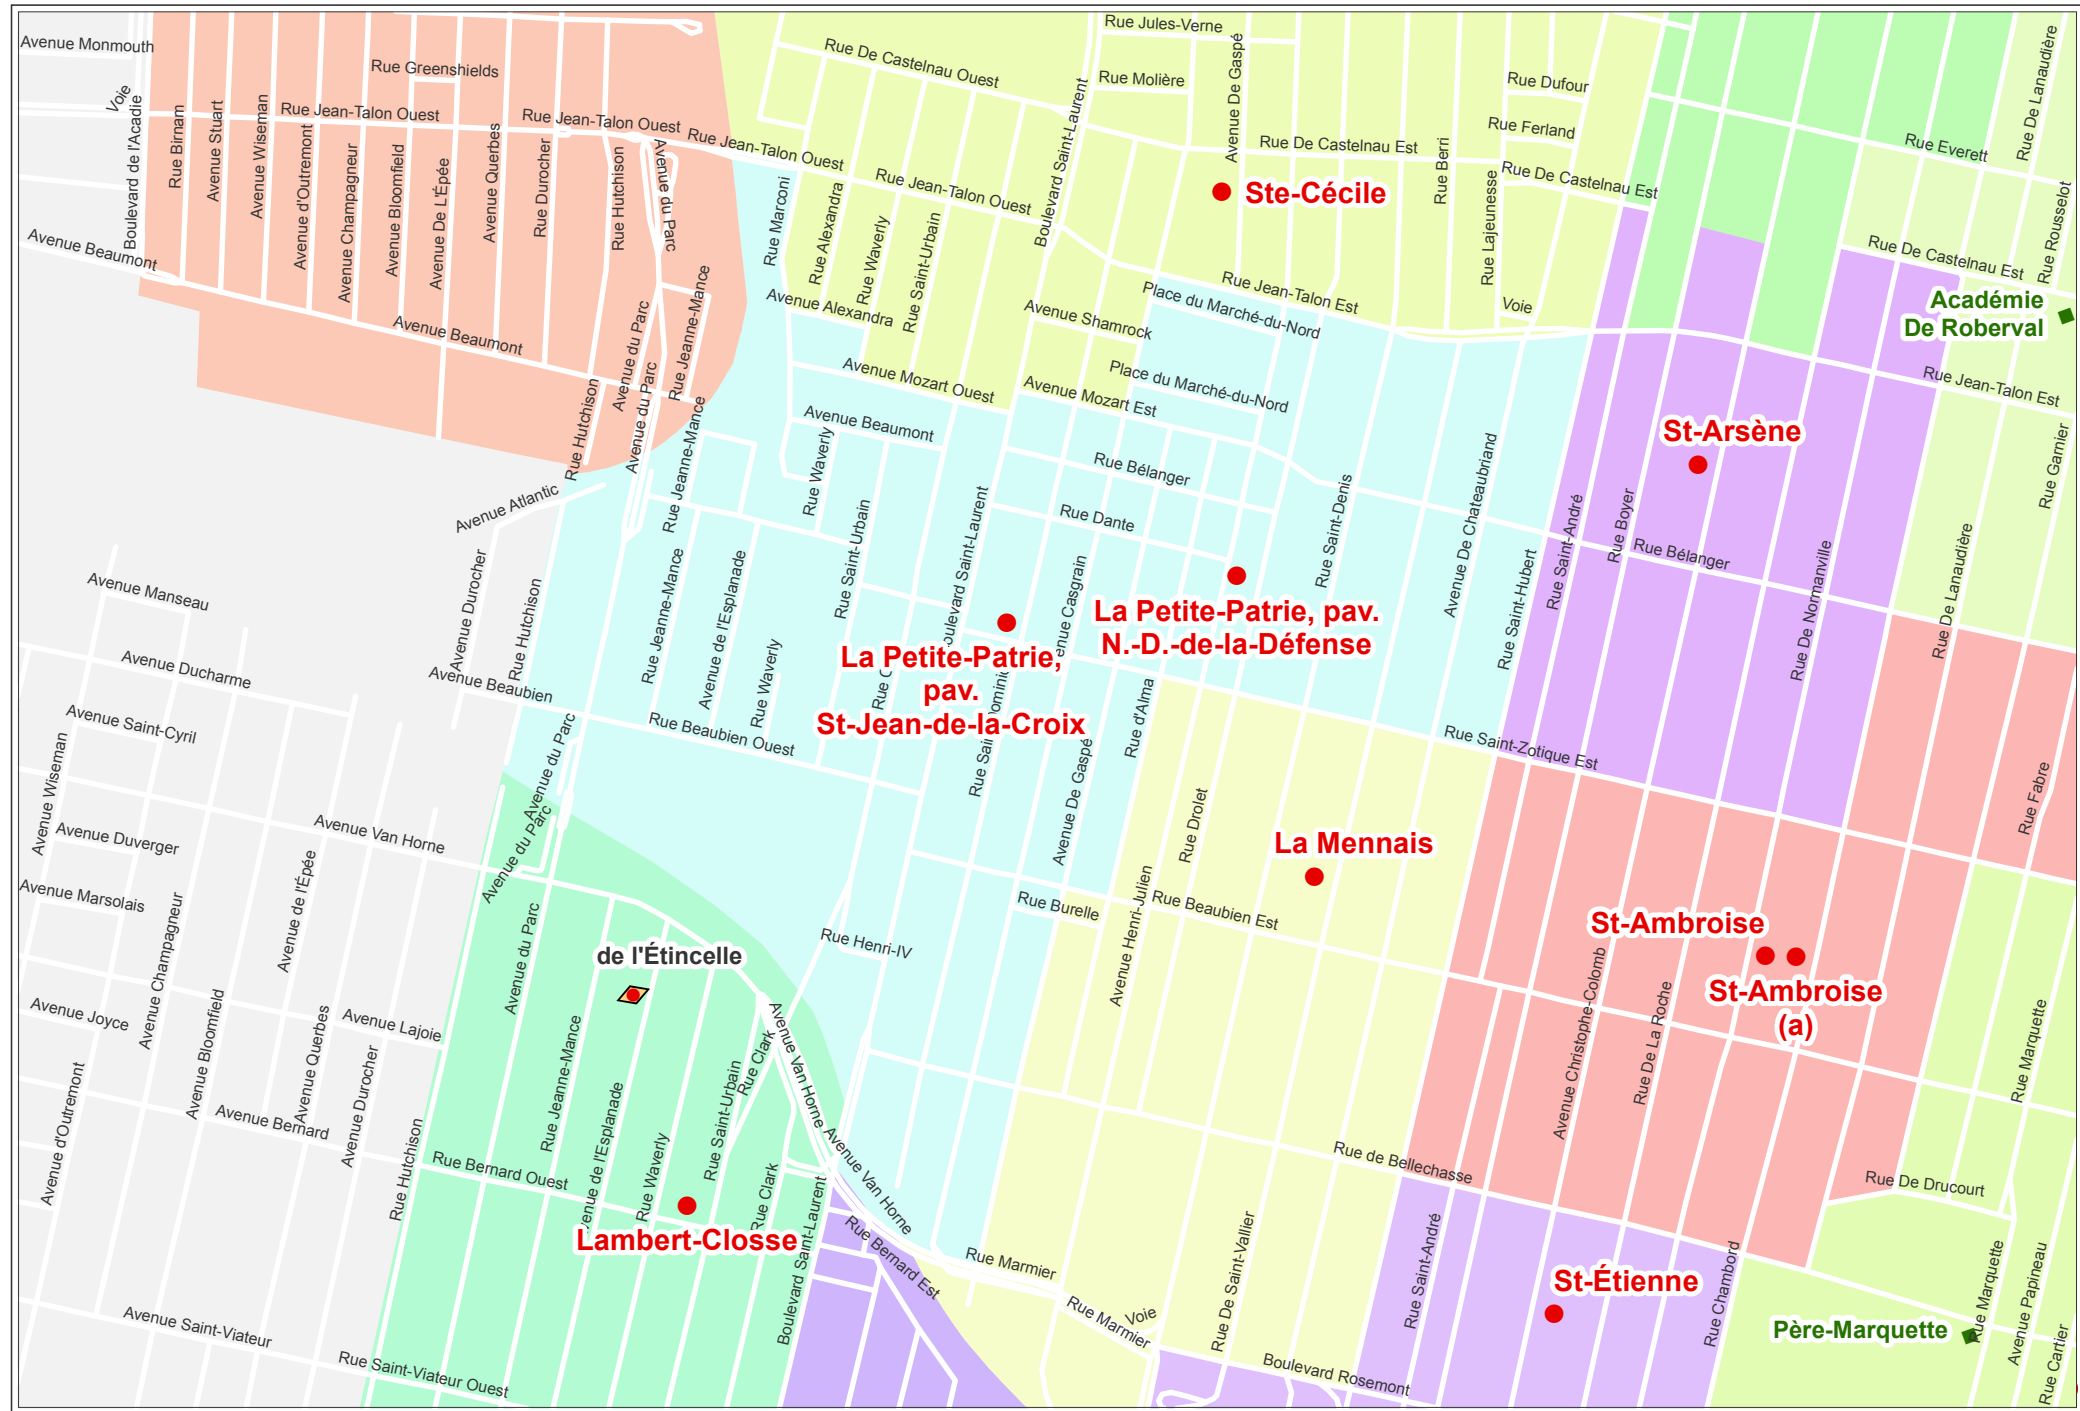 Avenue Monmouth
Voie
Boulevard de l'Acadie
Rue Birnam
Avenue Stuart
Avenue Wiseman
Avenue d'Outremont
Avenue Champagneur
Avenue Bloomfield
Avenue De L'Épée
Avenue Querbes
Rue Durocher
Rue Hutchison
Avenue du Parc
Rue Greenshields
Rue Jean-Talon Ouest
Rue Jean-Talon Ouest
Rue Jean-Talon Ouest
Rue Jean-Talon Ouest
Rue De Castelnau Ouest
Rue Jules-Verne
Rue Molière
Avenue De Gaspé
Boulevard Saint-Laurent
Rue De Castelnau Est
Rue Berri
Rue Lajeunesse
Rue Dufour
Rue Ferland
Rue De Castelnau Est
Rue Everett
Rue De Lanaudière
Rue Rousselot
Rue De Castelnau Est
Ste-Cécile
Académie
De Roberval
Avenue Beaumont
Avenue Beaumont
Rue Jeanne-Mance
Avenue du Parc
Rue Marconi
Rue Alexandra
Rue Waverly
Rue Saint-Urbain
Avenue Alexandra
Avenue Shamrock
Place du Marché-du-Nord
Rue Jean-Talon Est
Voie
Place du Marché-du-Nord
Avenue Mozart Ouest
Avenue Mozart Est
Rue Jean-Talon Est
Rue Garnier
St-Arsène
Rue Hutchison
Avenue du Parc
Rue Jeanne-Mance
Avenue Beaumont
Rue Waverly
Rue Saint-Urbain
Rue Bélanger
Rue Dante
Boulevard Saint-Laurent
Rue Saint-Denis
Avenue De Chateaubriand
Rue Saint-Hubert
Rue Saint-André
Rue Boyer
Rue Bélanger
Rue De Normanville
Rue De Lanaudière
Avenue Atlantic
Avenue Durocher
Rue Hutchison
Rue Jeanne-Mance
Avenue de l'Esplanade
Rue Waverly
Avenue Casgrain
La Petite-Patrie, pav.
N.-D.-de-la-Défense
La Petite-Patrie,
pav.
St-Jean-de-la-Croix
Avenue Manseau
Avenue Ducharme
Avenue Saint-Cyril
Avenue Wiseman
Avenue Beaubien
Rue Beaubien Ouest
Avenue du Parc
Avenue du Parc
Avenue De Gaspé
Rue d'Alma
Rue Drolet
Rue Saint-Zotique Est
Rue Fabre
Avenue Duverger
Avenue Van Horne
Avenue Marsolais
Avenue Champagneur
Avenue de l'Épée
La Mennais
Rue Burelle
Avenue Henri-Julien
Rue Beaubien Est
Rue Henri-IV
St-Ambroise
St-Ambroise
(a)
de l'Étincelle
Avenue du Parc
Avenue Joyce
Avenue d'Outremont
Avenue Bloomfield
Avenue Querbes
Avenue Lajoie
Avenue Durocher
Avenue Bernard
Rue Hutchison
Rue Jeanne-Mance
Rue Saint-Urbain
Rue Clark
Avenue Van Horne
Avenue Van Horne
Avenue Christophe-Colomb
Rue De La Roche
Rue Marquette
Rue Bernard Ouest
Rue Waverly
Rue Clark
Lambert-Closse
Boulevard Saint-Laurent
Rue Bernard Est
Rue Marmier
Rue Marmier
Voie
Rue De Saint-Vallier
Rue de Bellechasse
Rue De Drucourt
Rue Saint-André
St-Étienne
Rue Chambord
Père-Marquette
Rue Marquette
Avenue Papineau
Rue Cartier
Avenue Saint-Viateur
Rue Saint-Viateur Ouest
Boulevard Rosemont